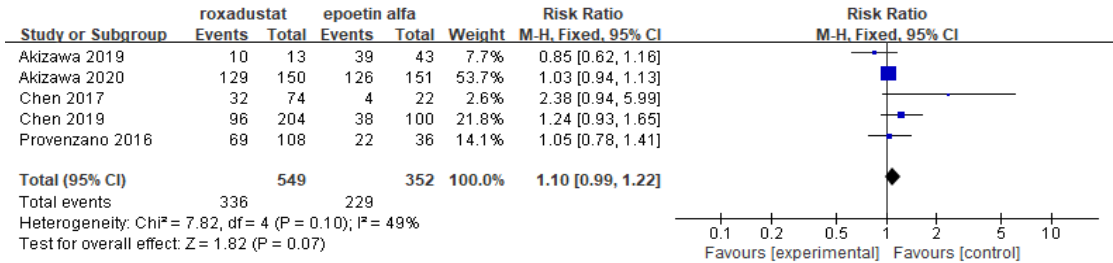 roxadustat epoetin alfa Risk Ratio Risk Ratio
Study or Subgroup Events Total Events Total Weight M-H, Fixed, 95% CI M-H, Fixed, 95% CI
Akizawa 2019 10 13 39 43 7.7% 0.85 [0.62, 1.16]
Akizawa 2020 129 150 126 151 53.7% 1.03 [0.94, 1.13]
Chen 2017 32 74 4 22 2.6% 2.38 [0.94, 5.99]
Chen 2019 96 204 38 100 21.8% 1.24 [0.93, 1.65]
Provenzano 2016 69 108 22 36 14.1% 1.05 [0.78, 1.41]
Total (95% CI) 549 352 100.0% 1.10 [0.99, 1.22]
Total events 336 229
Heterogeneity: Chi² = 7.82, df = 4 (P = 0.10); I² = 49%
Test for overall effect: Z = 1.82 (P = 0.07)
0.1 0.2 0.5 1 2 5 10
Favours [experimental] Favours [control]